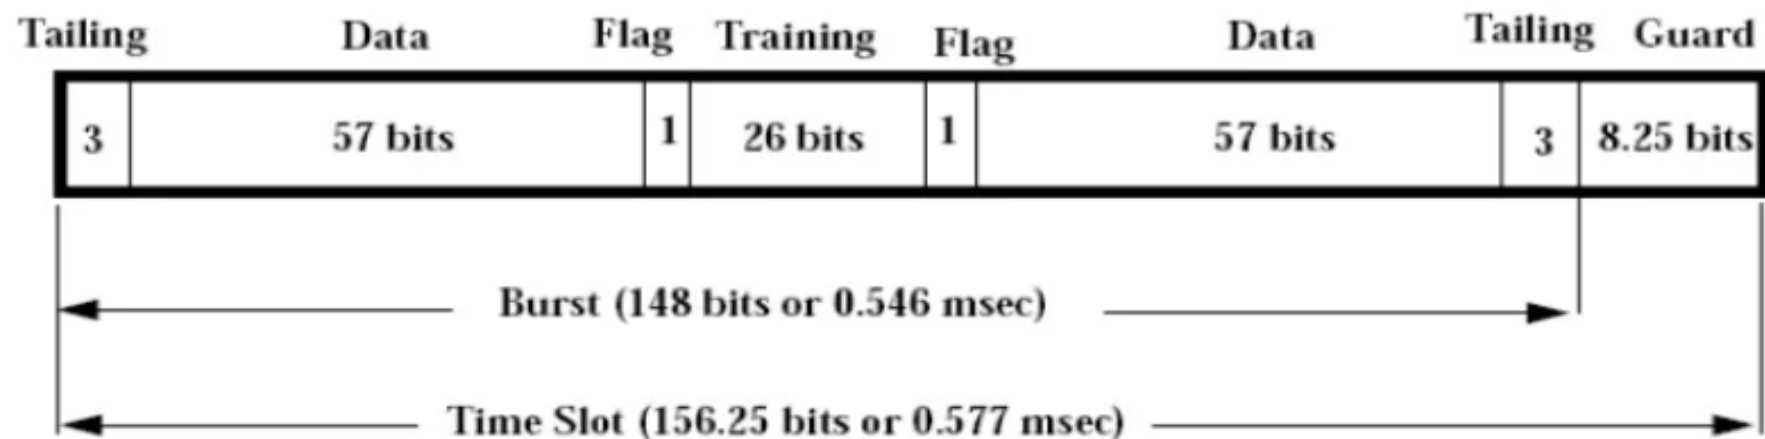 Tailing Data Flag Training Flag Data Tailing Guard
3 57 bits 1 26 bits 1 57 bits 3 8.25 bits
Burst (148 bits or 0.546 msec)
Time Slot (156.25 bits or 0.577 msec)